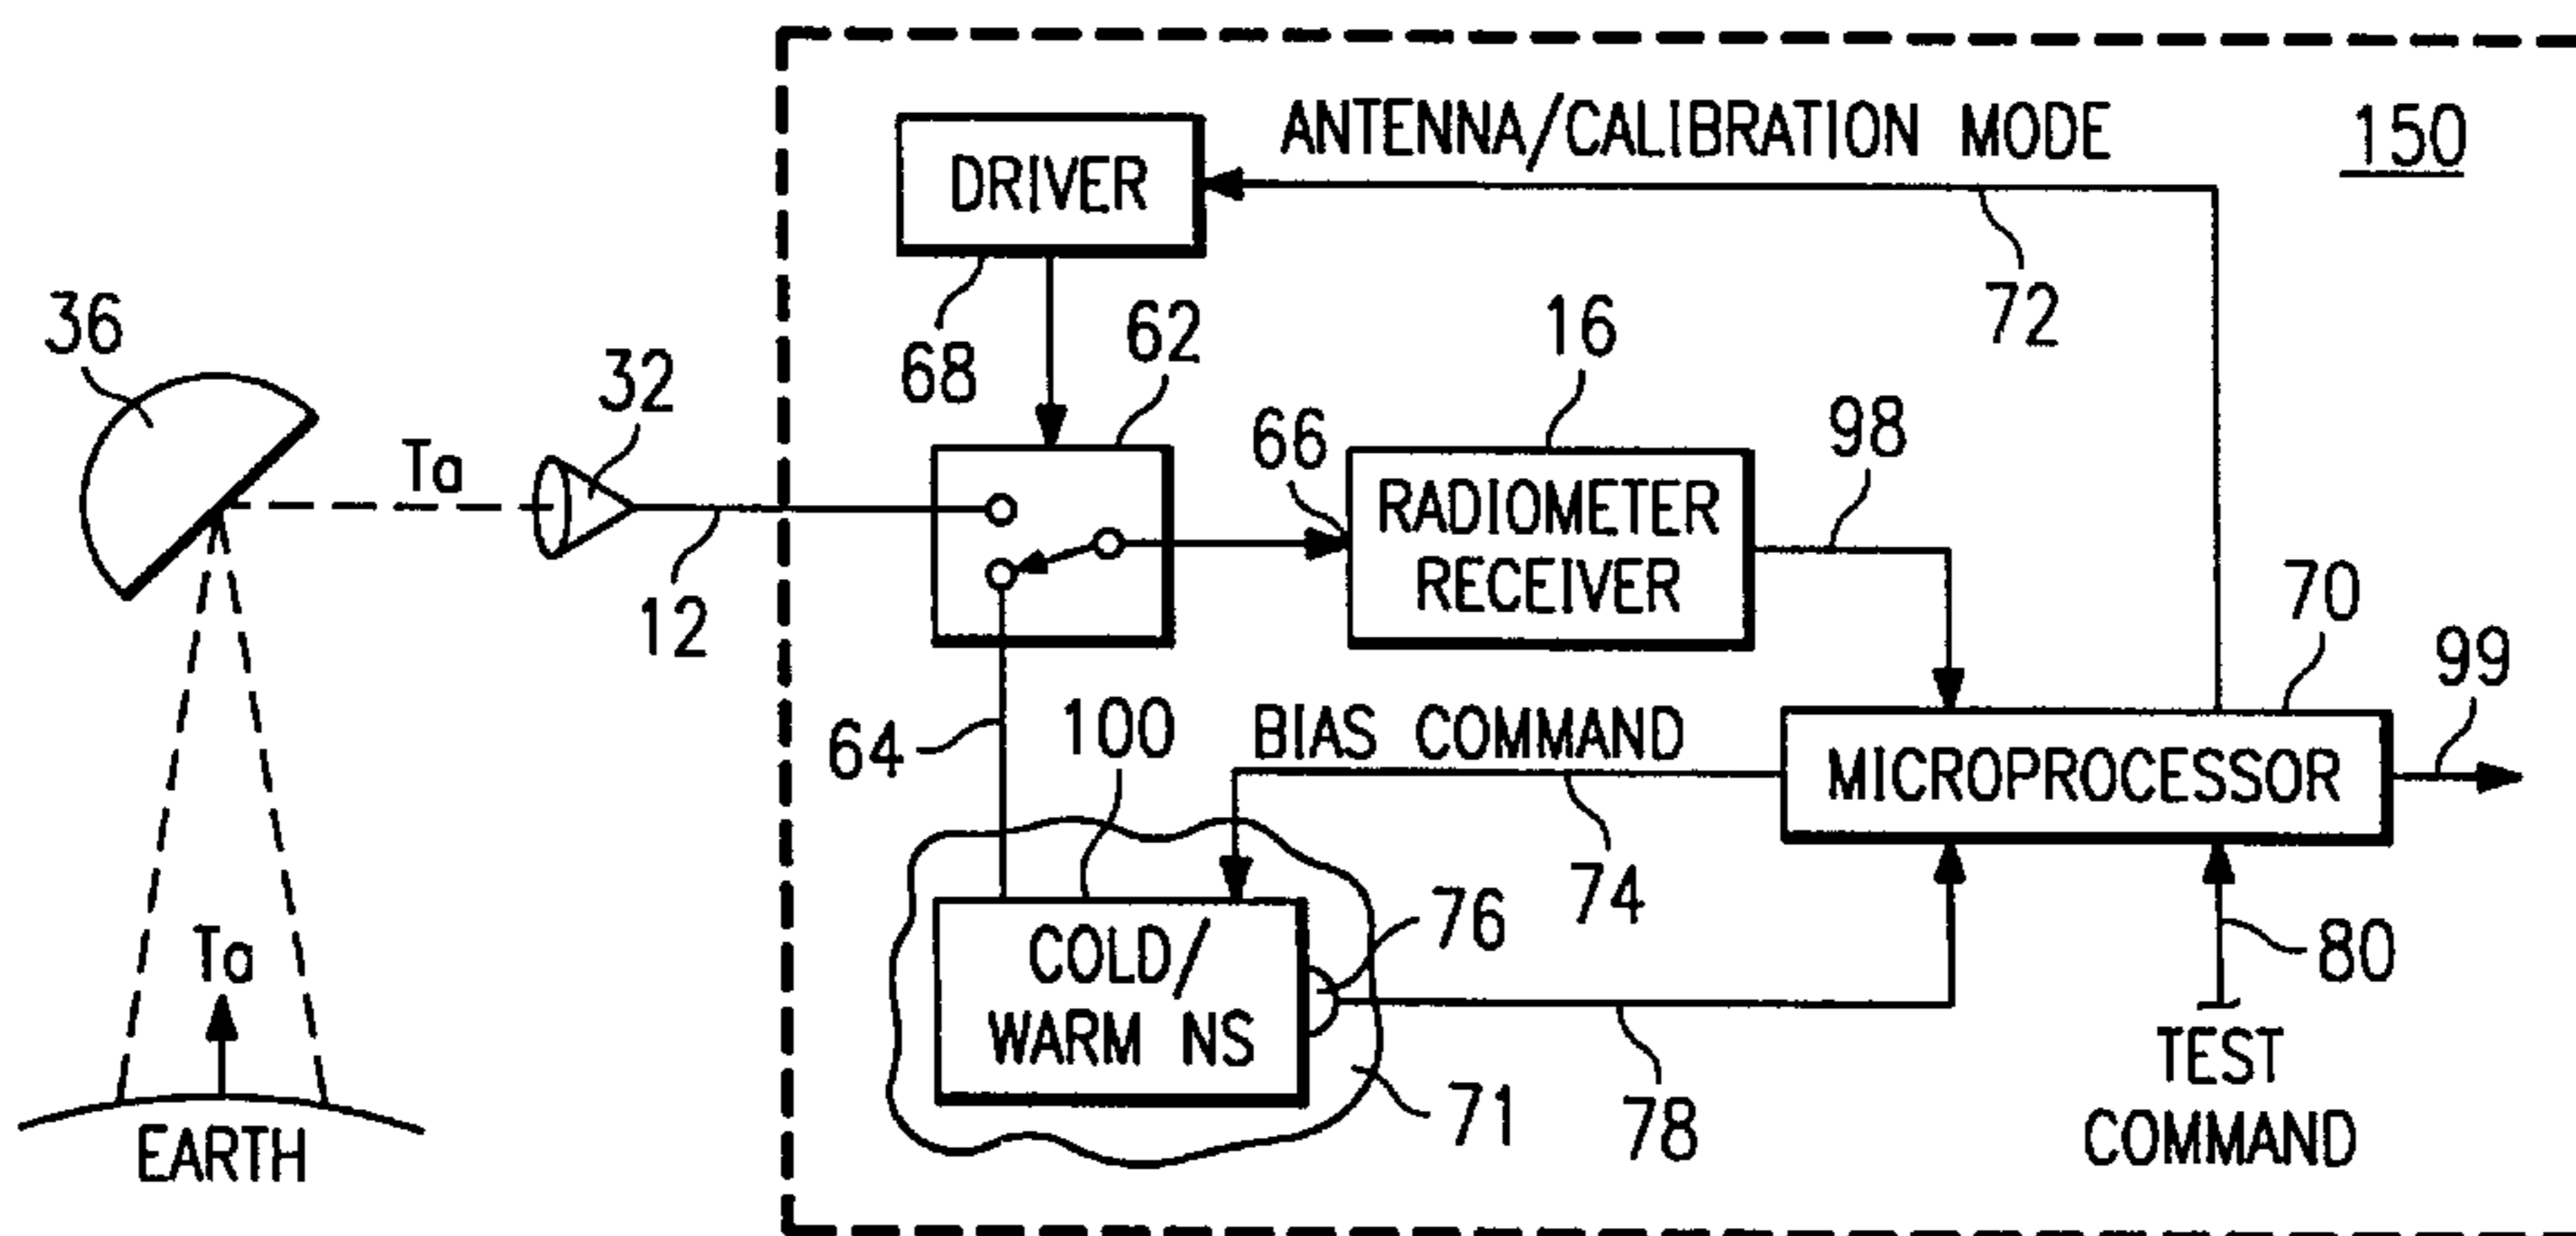 ANTENNA/CALIBRATION MODE
150
DRIVER
72
36
68
62
16
32
Ta
66
98
RADIOMETER
RECEIVER
12
70
99
64
100
BIAS COMMAND
MICROPROCESSOR
74
76
COLD/
WARM NS
Ta
80
71
78
TEST
COMMAND
EARTH